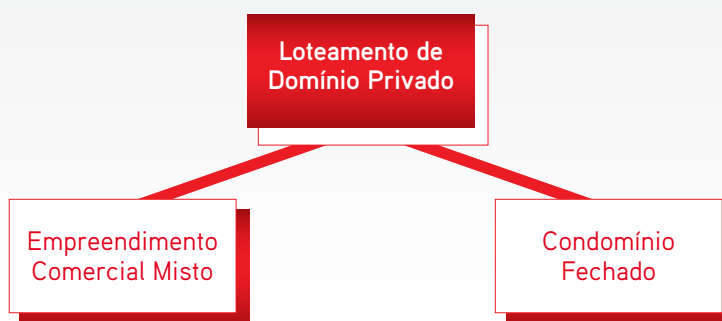 Loteamento de
Domínio Privado
Empreendimento
Comercial Misto
Condomínio
Fechado